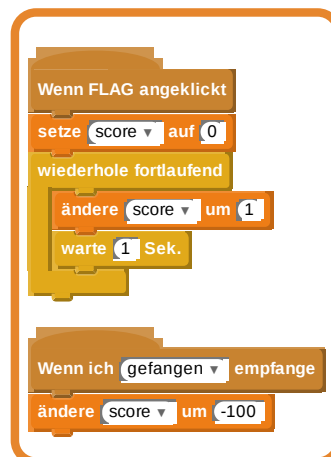 Wenn FLAG angeklickt
setze score ▾ auf 0
wiederhole fortlaufend
ändere score ▾ um 1
warte 1 Sek.
Wenn ich gefangen ▾ empfange
ändere score ▾ um -100